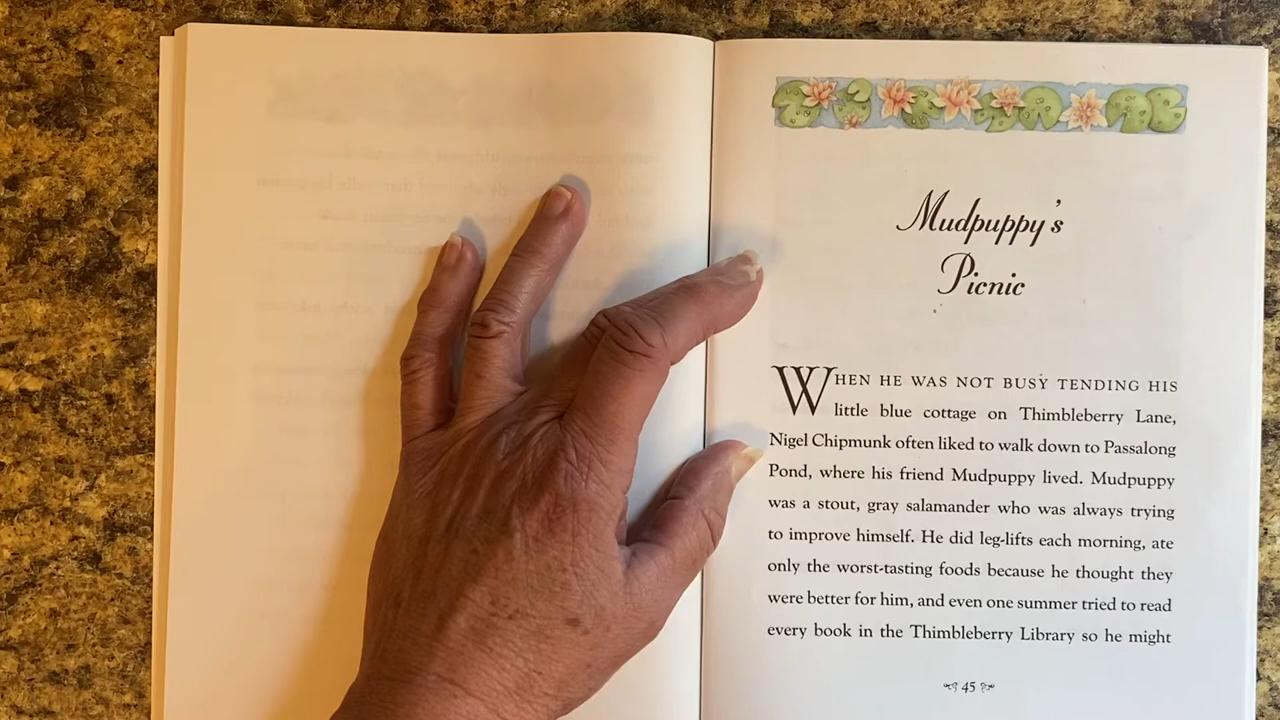 Mudpuppy's
Picnic
WHEN HE WAS NOT BUSY TENDING HIS
little blue cottage on Thimbleberry Lane,
Nigel Chipmunk often liked to walk down to Passalong
Pond, where his friend Mudpuppy lived. Mudpuppy
was a stout, gray salamander who was always trying
to improve himself. He did leg-lifts each morning, ate
only the worst-tasting foods because he thought they
were better for him, and even one summer tried to read
every book in the Thimbleberry Library so he might
45